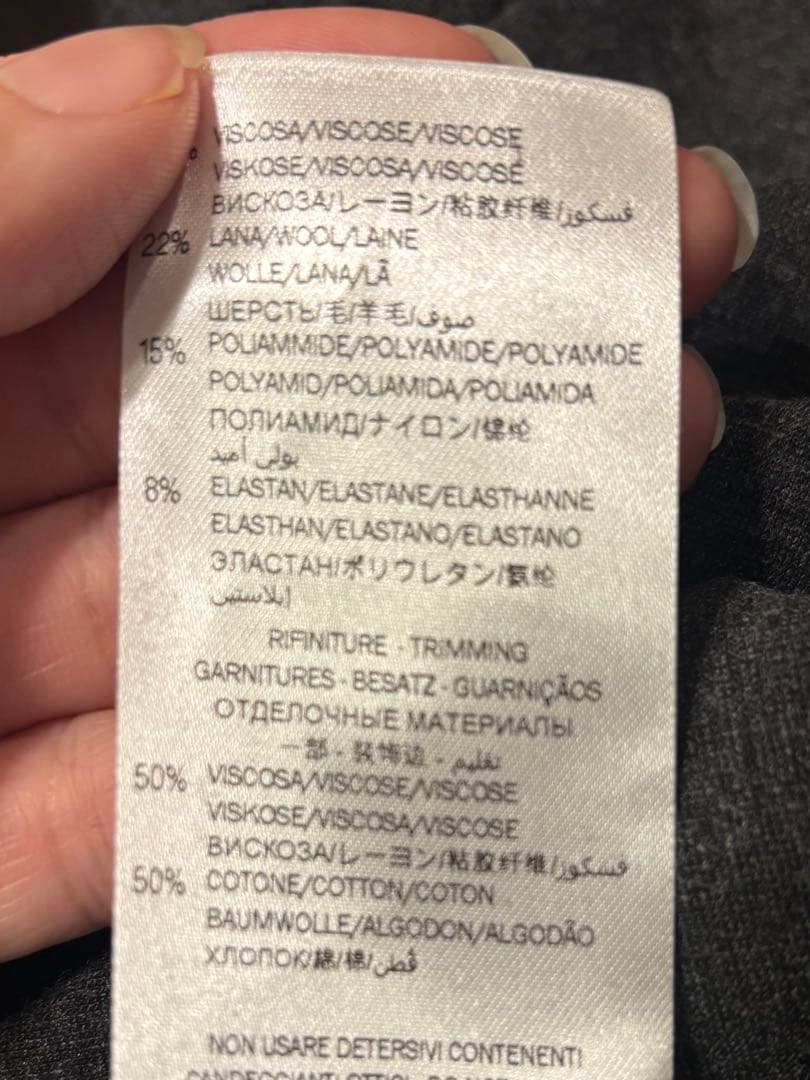 % VISCOSA/VISCOSE/VISCOSE
VISKOSE/VISCOSA/VISCOSE
ВИСКОЗА/レーヨン/粘胶纤维/فسكوز
22% LANA/WOOL/LAINE
WOLLE/LANA/LÃ
ШЕРСТЬ/毛/羊毛/صوف
15% POLIAMMIDE/POLYAMIDE/POLYAMIDE
POLYAMID/POLIAMIDA/POLIAMIDA
ПОЛИАМИД/ナイロン/锦纶
بولي أميد
8% ELASTAN/ELASTANE/ELASTHANNE
ELASTHAN/ELASTANO/ELASTANO
ЭЛАСТАН/ポリウレタン/氨纶
إيلاستين
RIFINITURE - TRIMMING
GARNITURES - BESATZ - GUARNIÇÃOS
ОТДЕЛОЧНЫЕ МАТЕРИАЛЫ
一部 - 装饰边 - تقليم
50% VISCOSA/VISCOSE/VISCOSE
VISKOSE/VISCOSA/VISCOSE
ВИСКОЗА/レーヨン/粘胶纤维/فسكوز
50% COTONE/COTTON/COTON
BAUMWOLLE/ALGODON/ALGODÃO
ХЛОПОК/綿/棉/قطن
NON USARE DETERSIVI CONTENENTI